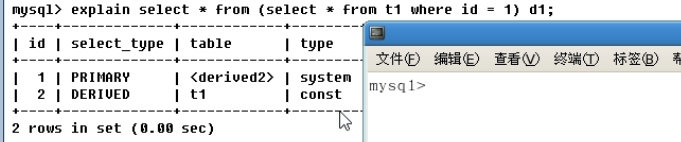 mysql> explain select * from (select * from t1 where id = 1) d1;
+----+-------------+------------+--------
| id | select_type | table | type
+----+-------------+------------+--------
| 1 | PRIMARY | <derived2> | system
| 2 | DERIVED | t1 | const
+----+-------------+------------+--------
2 rows in set (0.00 sec)
文件(F) 编辑(E) 查看(V) 终端(T) 标签(B)
mysql>